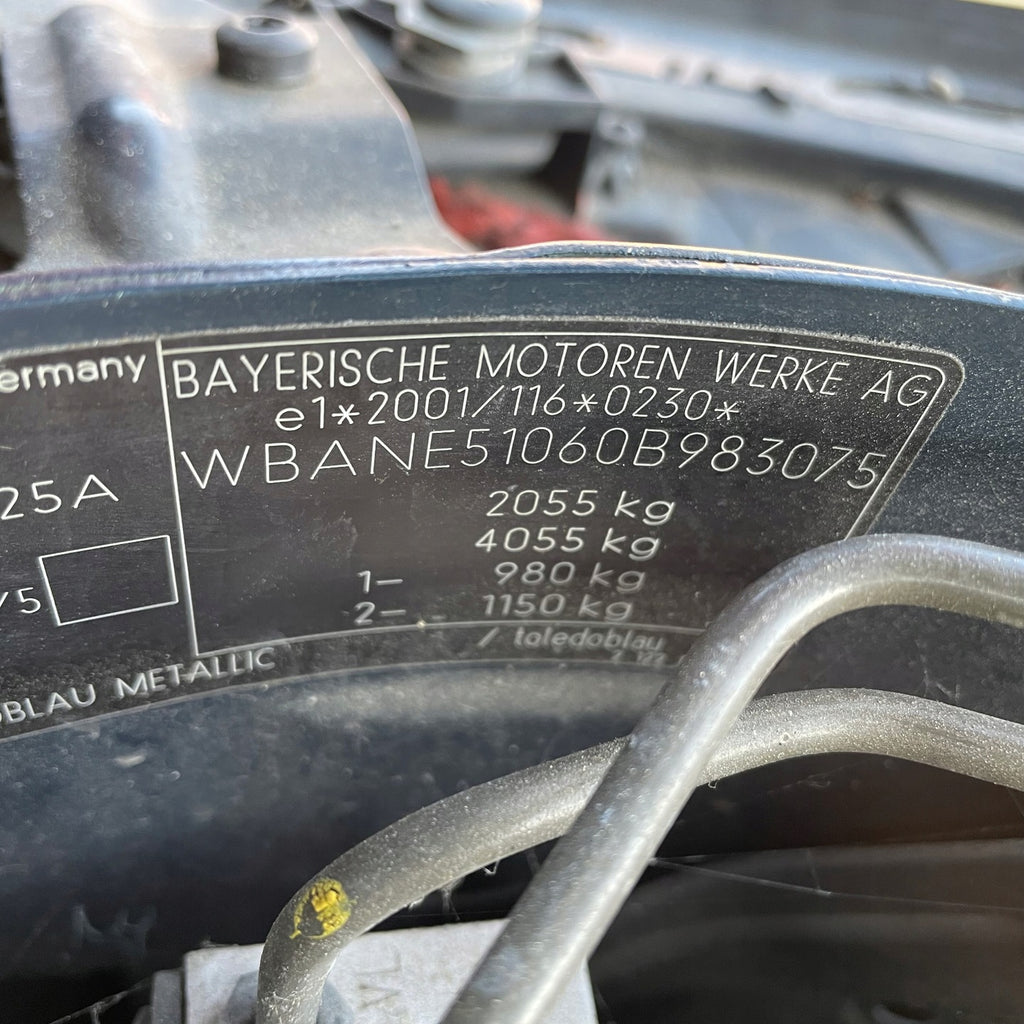 ermany
BAYERISCHE MOTOREN WERKE AG
e1*2001/116*0230*
WBANE51060B983075
25A
2055 kg
4055 kg
1– 980 kg
/5
2– 1150 kg
/ toledoblau
BLAU METALLIC